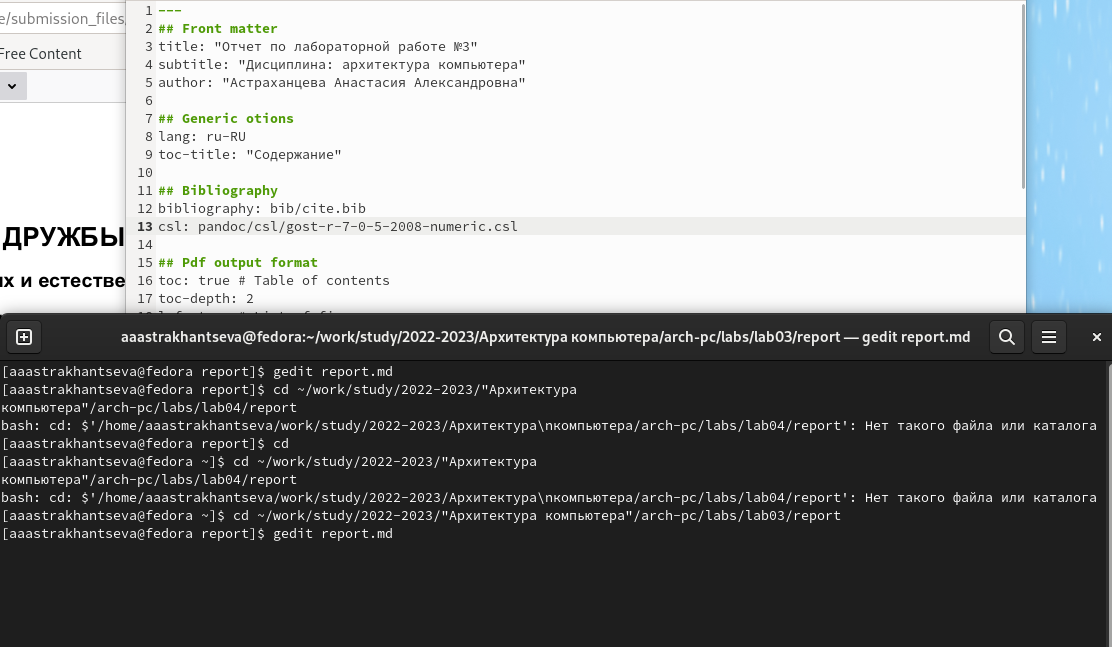 e/submission_files
Free Content
ДРУЖБЫ
их и естестве
1 ---
2 ## Front matter
3 title: "Отчет по лабораторной работе №3"
4 subtitle: "Дисциплина: архитектура компьютера"
5 author: "Астраханцева Анастасия Александровна"
6
7 ## Generic otions
8 lang: ru-RU
9 toc-title: "Содержание"
10
11 ## Bibliography
12 bibliography: bib/cite.bib
13 csl: pandoc/csl/gost-r-7-0-5-2008-numeric.csl
14
15 ## Pdf output format
16 toc: true # Table of contents
17 toc-depth: 2
aaastrakhantseva@fedora:~/work/study/2022-2023/Архитектура компьютера/arch-pc/labs/lab03/report — gedit report.md
[aaastrakhantseva@fedora report]$ gedit report.md
[aaastrakhantseva@fedora report]$ cd ~/work/study/2022-2023/"Архитектура
компьютера"/arch-pc/labs/lab04/report
bash: cd: $'/home/aaastrakhantseva/work/study/2022-2023/Архитектура\nкомпьютера/arch-pc/labs/lab04/report': Нет такого файла или каталога
[aaastrakhantseva@fedora report]$ cd
[aaastrakhantseva@fedora ~]$ cd ~/work/study/2022-2023/"Архитектура
компьютера"/arch-pc/labs/lab04/report
bash: cd: $'/home/aaastrakhantseva/work/study/2022-2023/Архитектура\nкомпьютера/arch-pc/labs/lab04/report': Нет такого файла или каталога
[aaastrakhantseva@fedora ~]$ cd ~/work/study/2022-2023/"Архитектура компьютера"/arch-pc/labs/lab03/report
[aaastrakhantseva@fedora report]$ gedit report.md